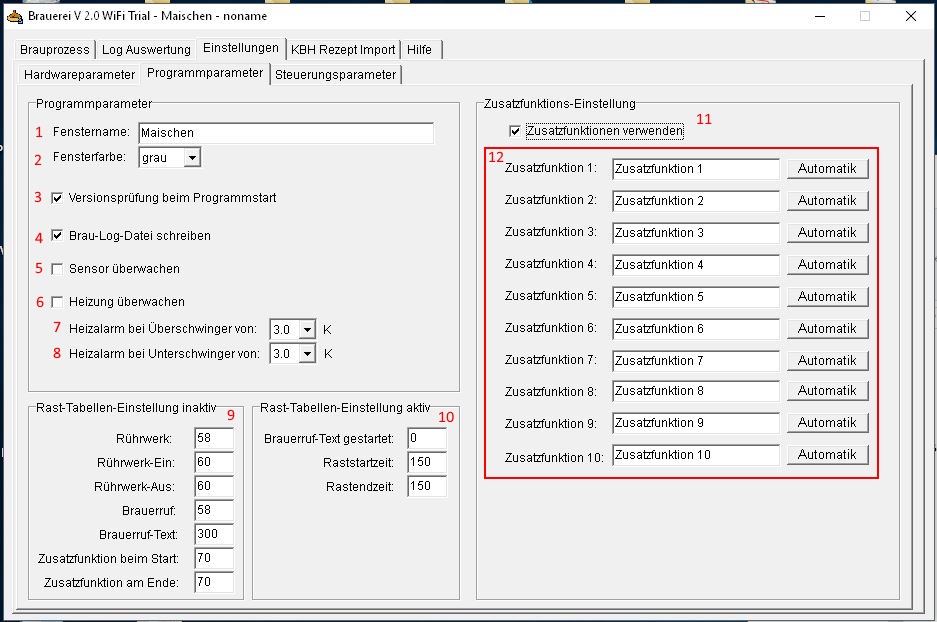 Brauerei V 2.0 WiFi Trial - Maischen - noname
Brauprozess Log Auswertung Einstellungen KBH Rezept Import Hilfe
Hardwareparameter Programmparameter Steuerungsparameter
Programmparameter
1 Fenstername: Maischen
2 Fensterfarbe: grau
3 Versionsprüfung beim Programmstart
4 Brau-Log-Datei schreiben
5 Sensor überwachen
6 Heizung überwachen
7 Heizalarm bei Überschwinger von: 3.0 K
8 Heizalarm bei Unterschwinger von: 3.0 K
Rast-Tabellen-Einstellung inaktiv 9
Rührwerk: 58
Rührwerk-Ein: 60
Rührwerk-Aus: 60
Brauerruf: 58
Brauerruf-Text: 300
Zusatzfunktion beim Start: 70
Zusatzfunktion am Ende: 70
Rast-Tabellen-Einstellung aktiv 10
Brauerruf-Text gestartet: 0
Raststartzeit: 150
Rastendzeit: 150
Zusatzfunktions-Einstellung
Zusatzfunktionen verwenden 11
12 Zusatzfunktion 1: Zusatzfunktion 1 Automatik
Zusatzfunktion 2: Zusatzfunktion 2 Automatik
Zusatzfunktion 3: Zusatzfunktion 3 Automatik
Zusatzfunktion 4: Zusatzfunktion 4 Automatik
Zusatzfunktion 5: Zusatzfunktion 5 Automatik
Zusatzfunktion 6: Zusatzfunktion 6 Automatik
Zusatzfunktion 7: Zusatzfunktion 7 Automatik
Zusatzfunktion 8: Zusatzfunktion 8 Automatik
Zusatzfunktion 9: Zusatzfunktion 9 Automatik
Zusatzfunktion 10: Zusatzfunktion 10 Automatik